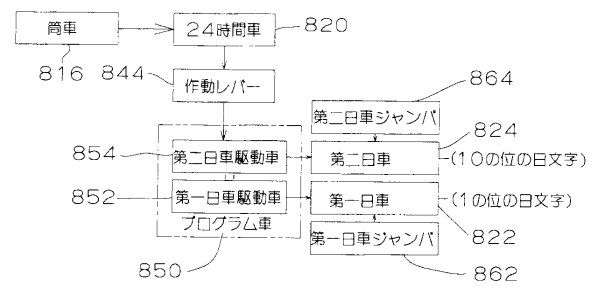 筒車
24時間車
820
816
844
作動レバー
864
第二日車ジャンパ
824
854
第二日車駆動車
第二日車
(10の位の日文字)
852
第一日車駆動車
第一日車
(1の位の日文字)
プログラム車
822
第一日車ジャンパ
850
862